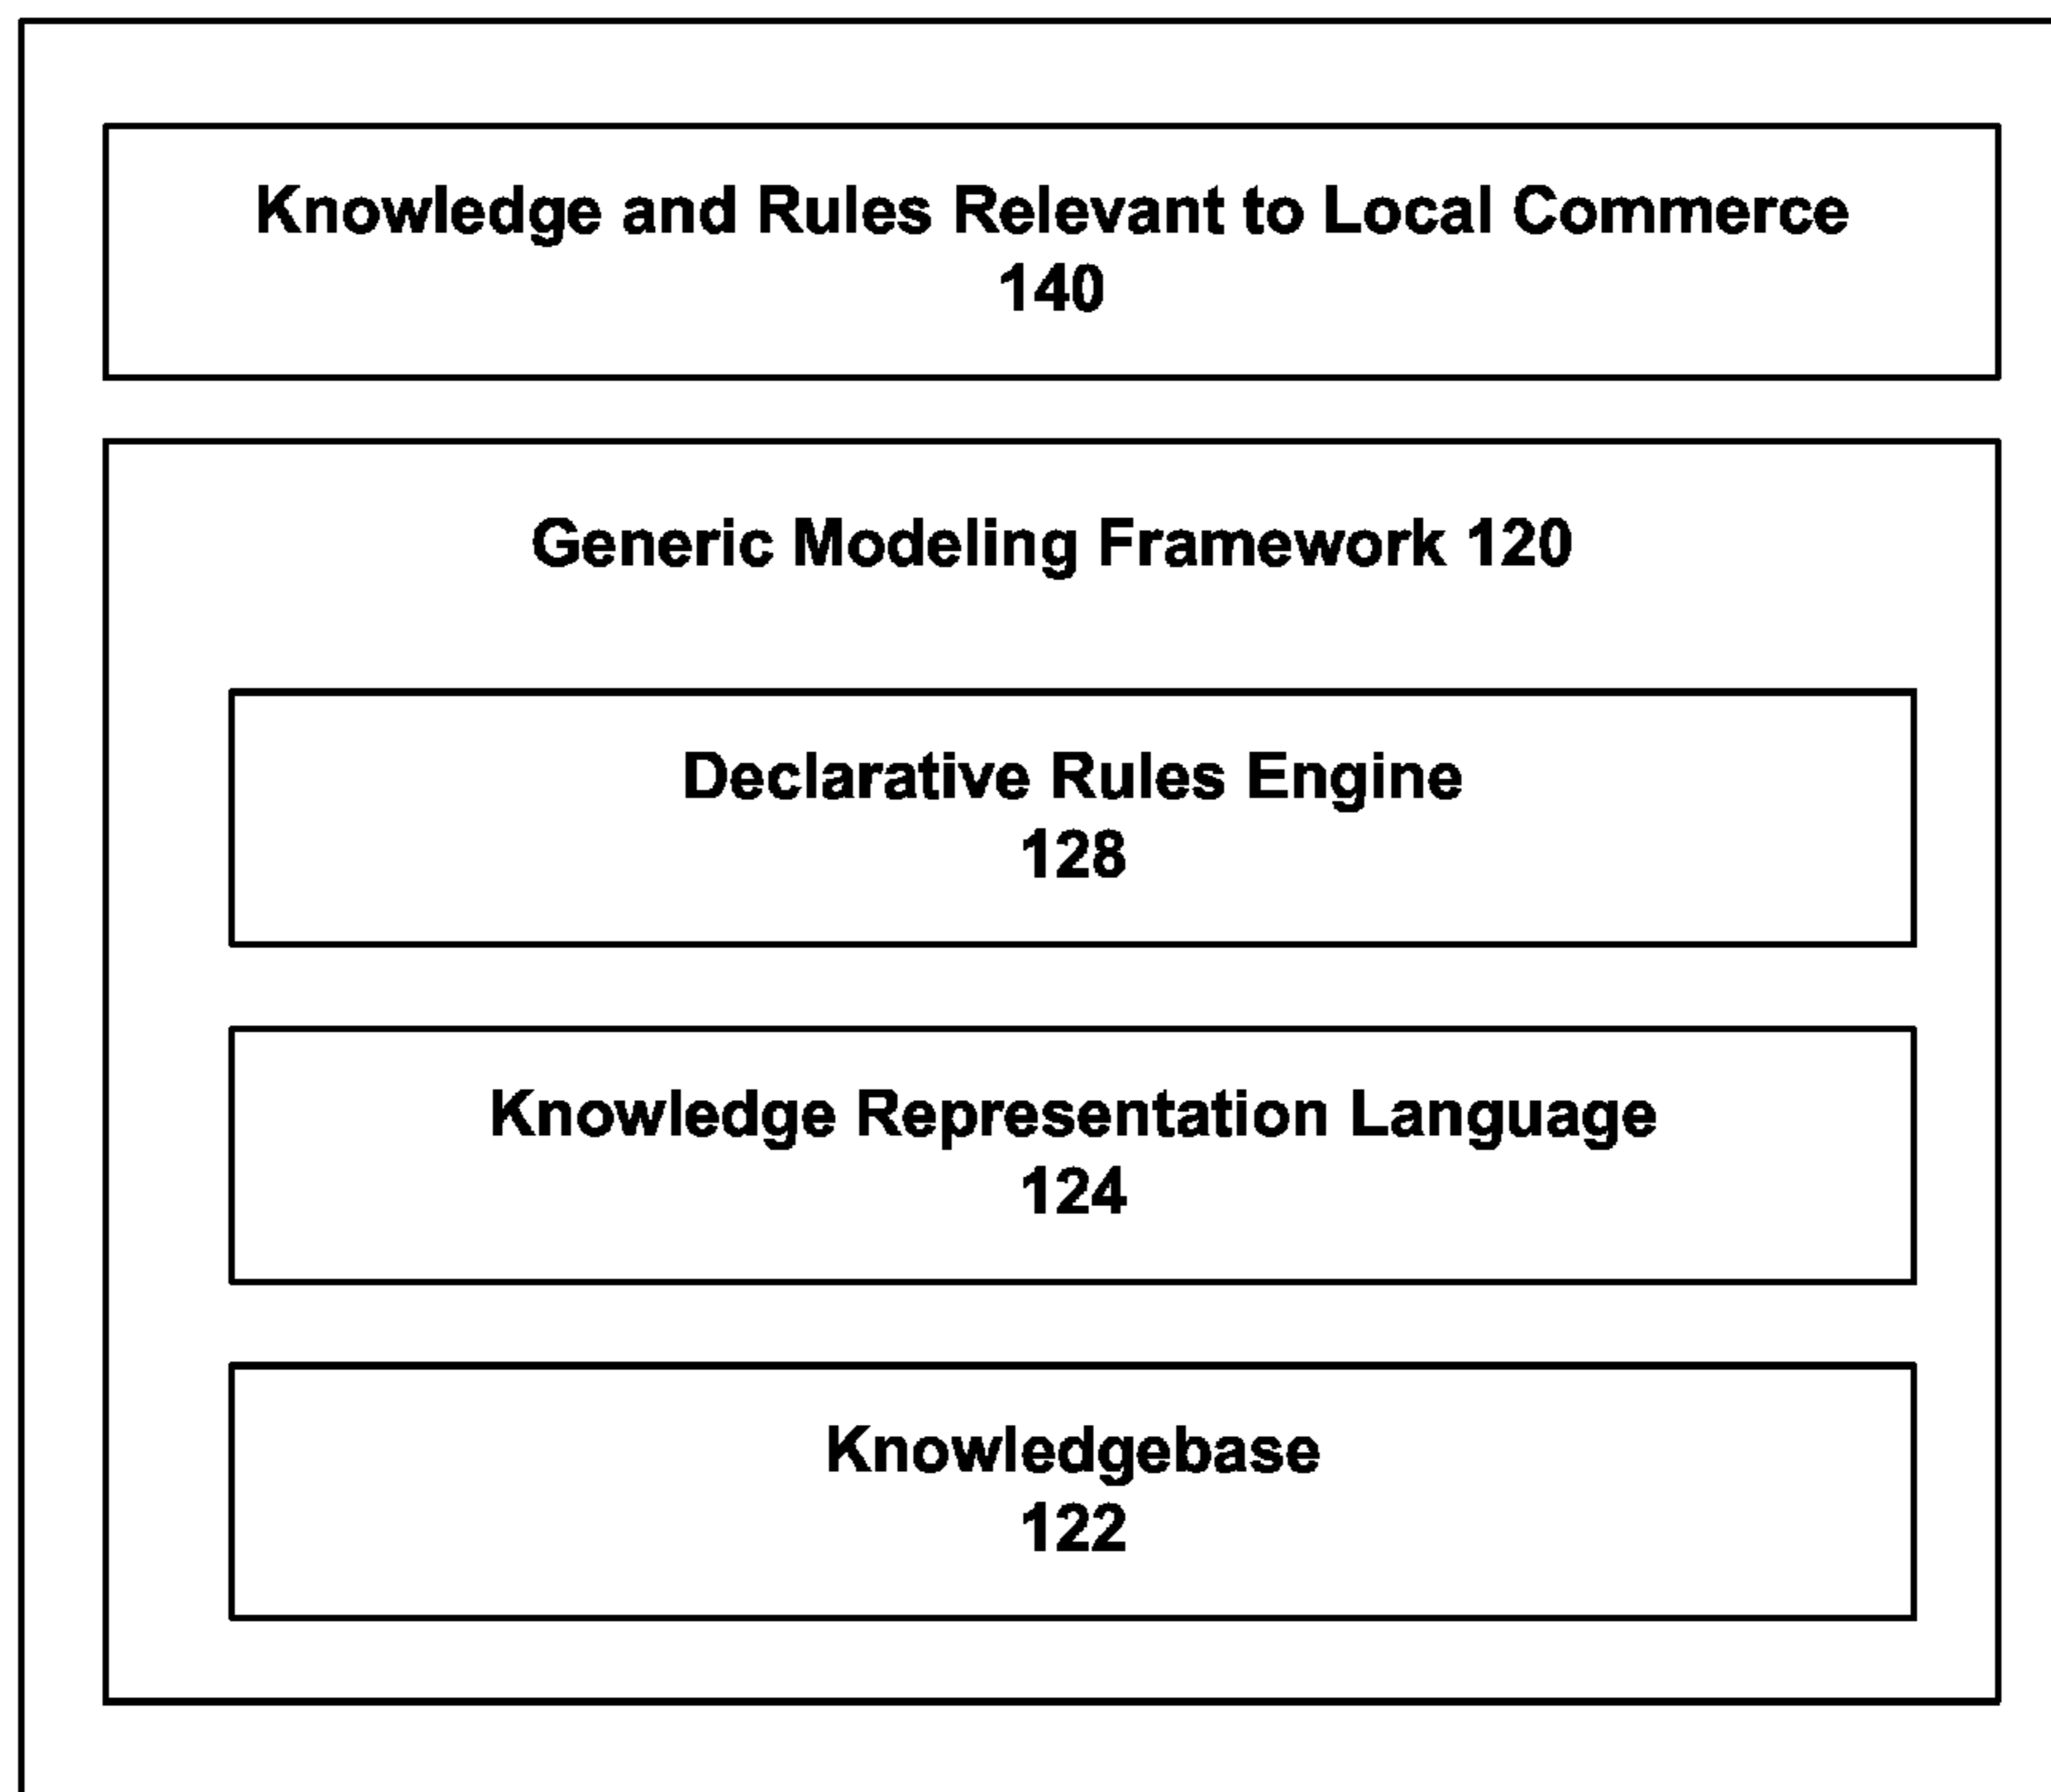 Knowledge and Rules Relevant to Local Commerce
140
Generic Modeling Framework 120
Declarative Rules Engine
128
Knowledge Representation Language
124
Knowledgebase
122